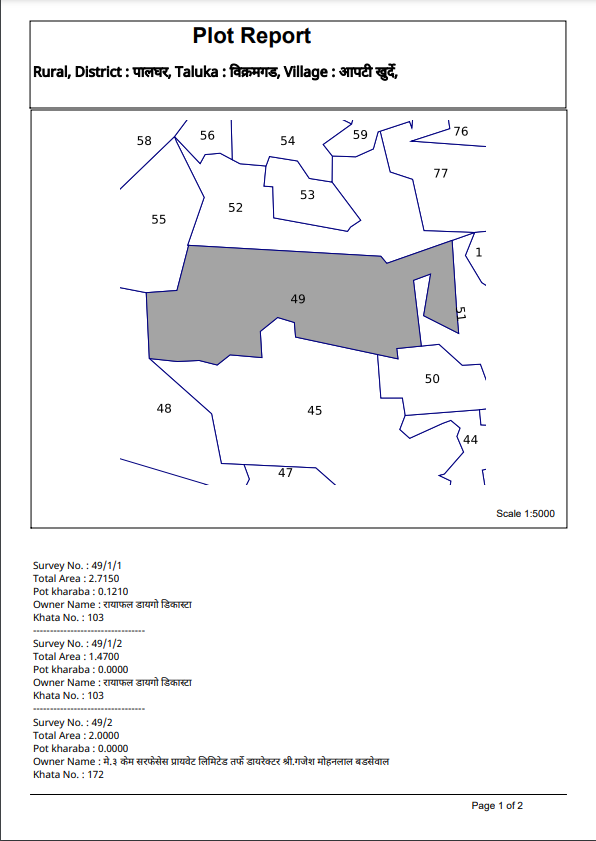 Plot Report
Rural, District : पालघर, Taluka : विक्रमगड, Village : आपटी खुर्दे,
58
56
54
59
76
77
53
52
55
1
49
51
50
48
45
44
47
Scale 1:5000
Survey No. : 49/1/1
Total Area : 2.7150
Pot kharaba : 0.1210
Owner Name : रायाफल डायगो डिकास्टा
Khata No. : 103
---------------------------------
Survey No. : 49/1/2
Total Area : 1.4700
Pot kharaba : 0.0000
Owner Name : रायाफल डायगो डिकास्टा
Khata No. : 103
---------------------------------
Survey No. : 49/2
Total Area : 2.0000
Pot kharaba : 0.0000
Owner Name : मे.३ केम सरफेसेस प्रायवेट लिमिटेड तर्फे डायरेक्टर श्री.गजेश मोहनलाल बडसेवाल
Khata No. : 172
Page 1 of 2